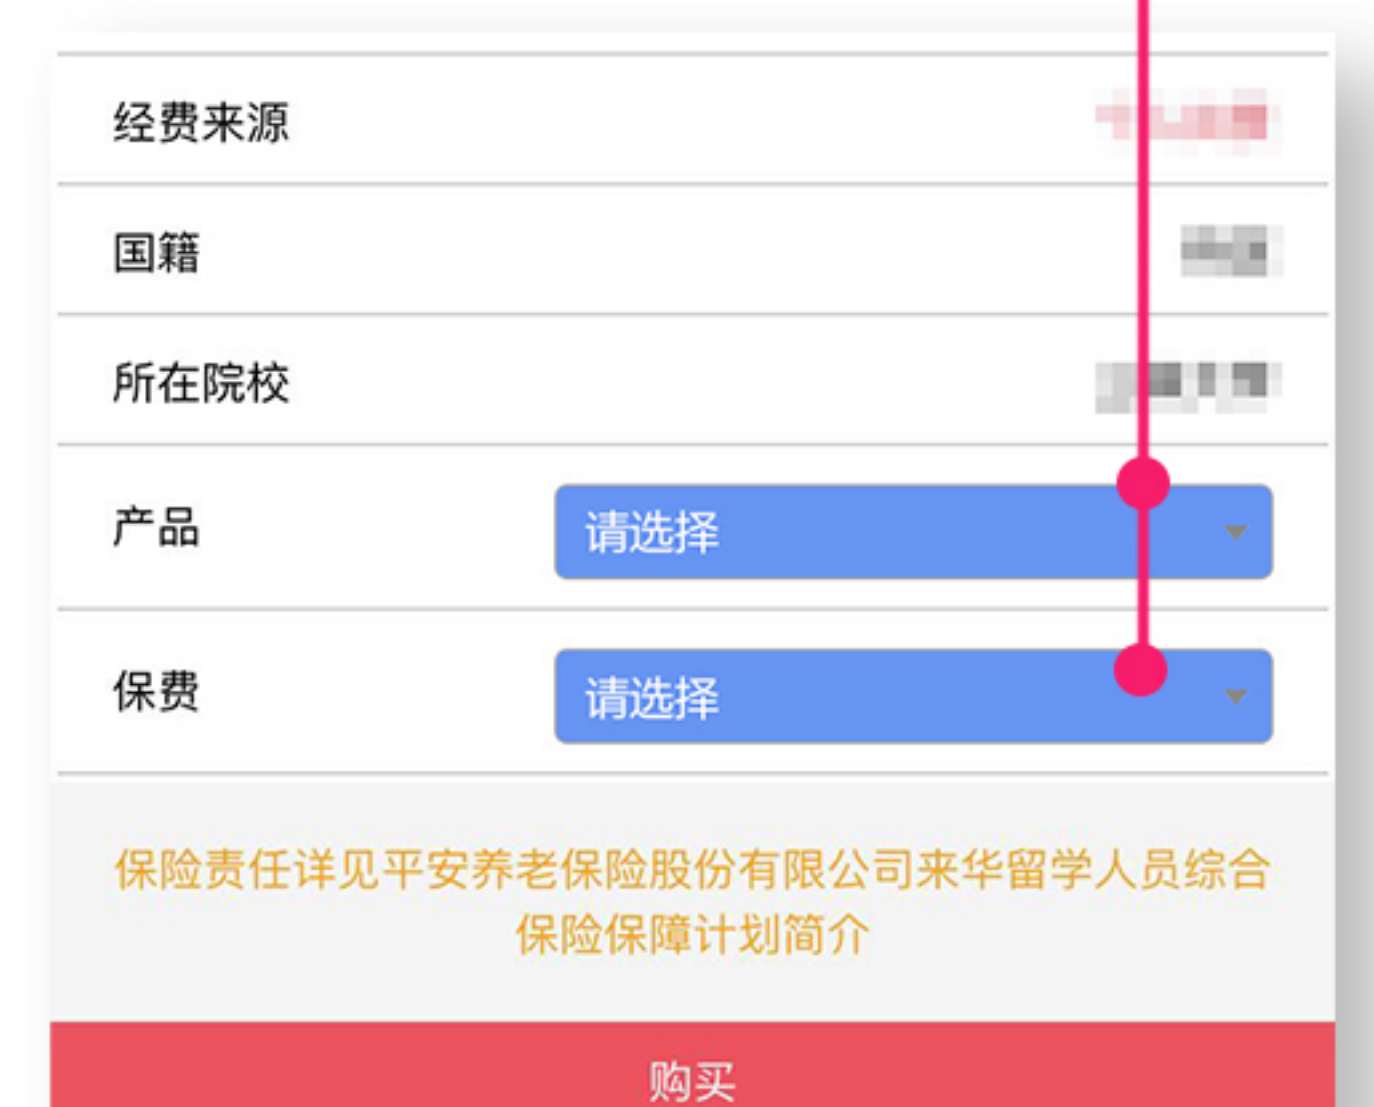 经费来源
国籍
所在院校
产品 请选择
保费 请选择
保险责任详见平安养老保险股份有限公司来华留学人员综合
保险保障计划简介
购买